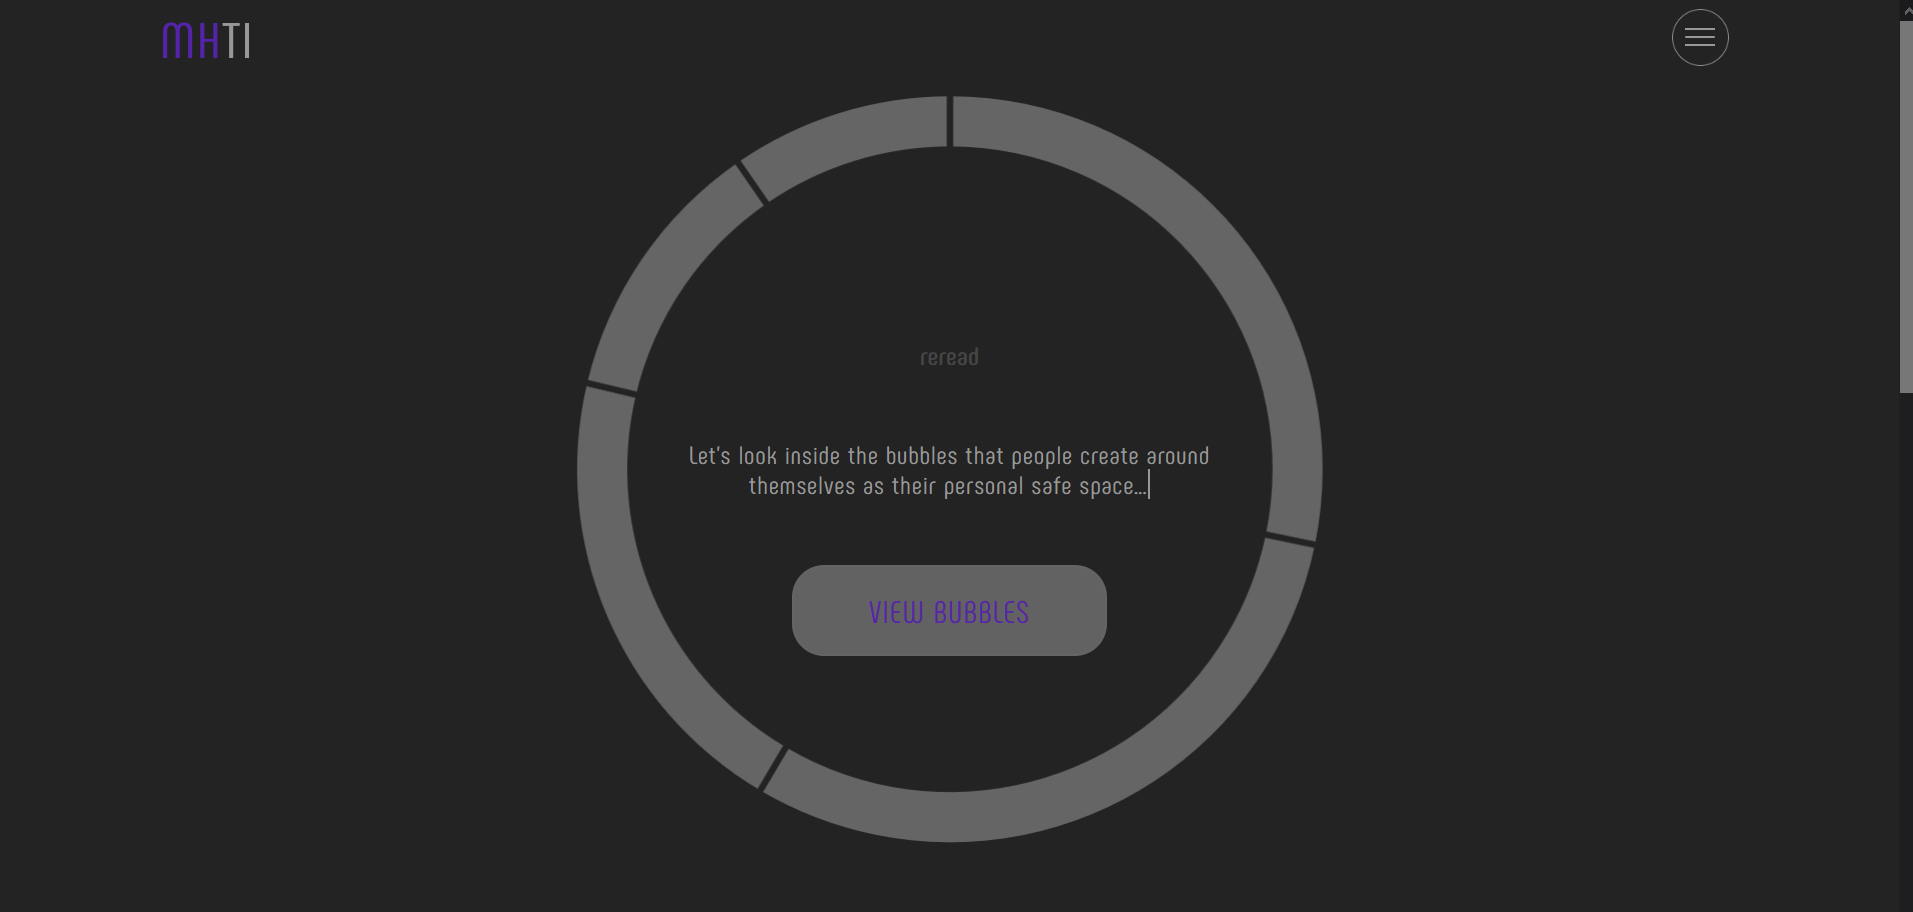 MHTI
reread
Let's look inside the bubbles that people create around
themselves as their personal safe space...
VIEW BUBBLES